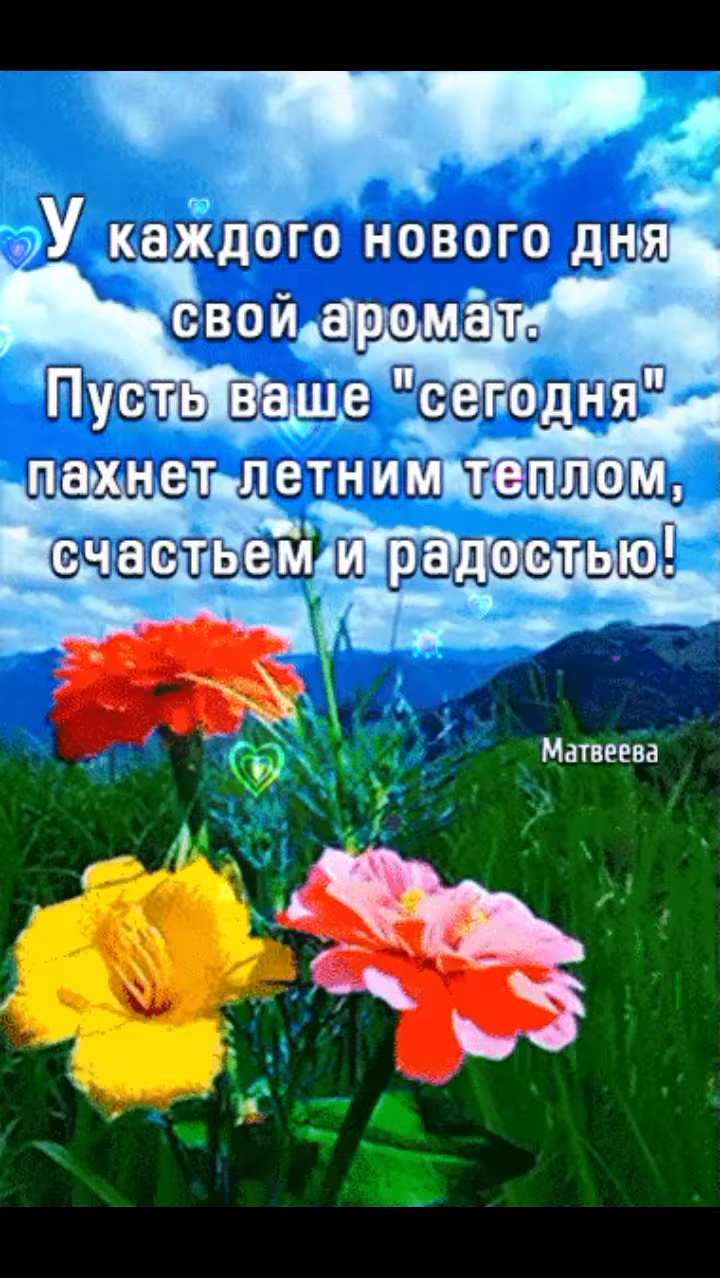 У каждого нового дня
свой аромат.
Пусть ваше "сегодня"
пахнет летним теплом,
счастьем и радостью!
Матвеева